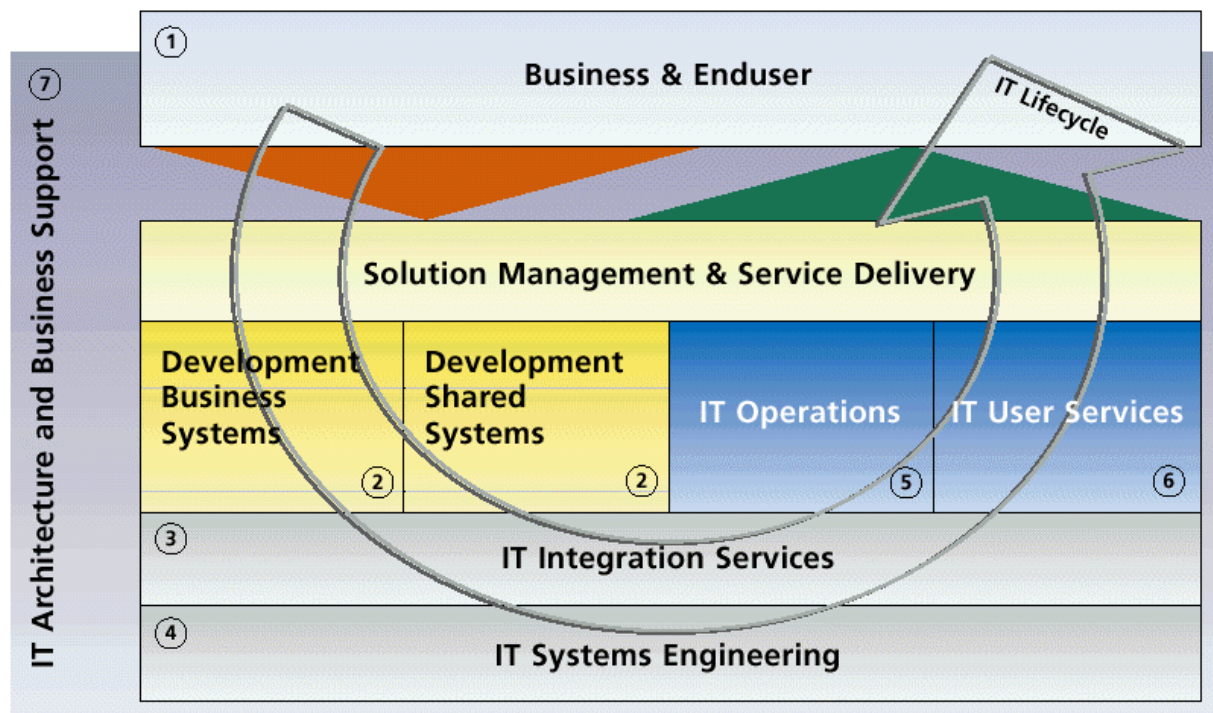 1
Business & Enduser
IT Lifecycle
7
IT Architecture and Business Support
Solution Management & Service Delivery
Development
Business
Systems
2
Development
Shared
Systems
2
IT Operations
5
IT User Services
6
3
IT Integration Services
4
IT Systems Engineering